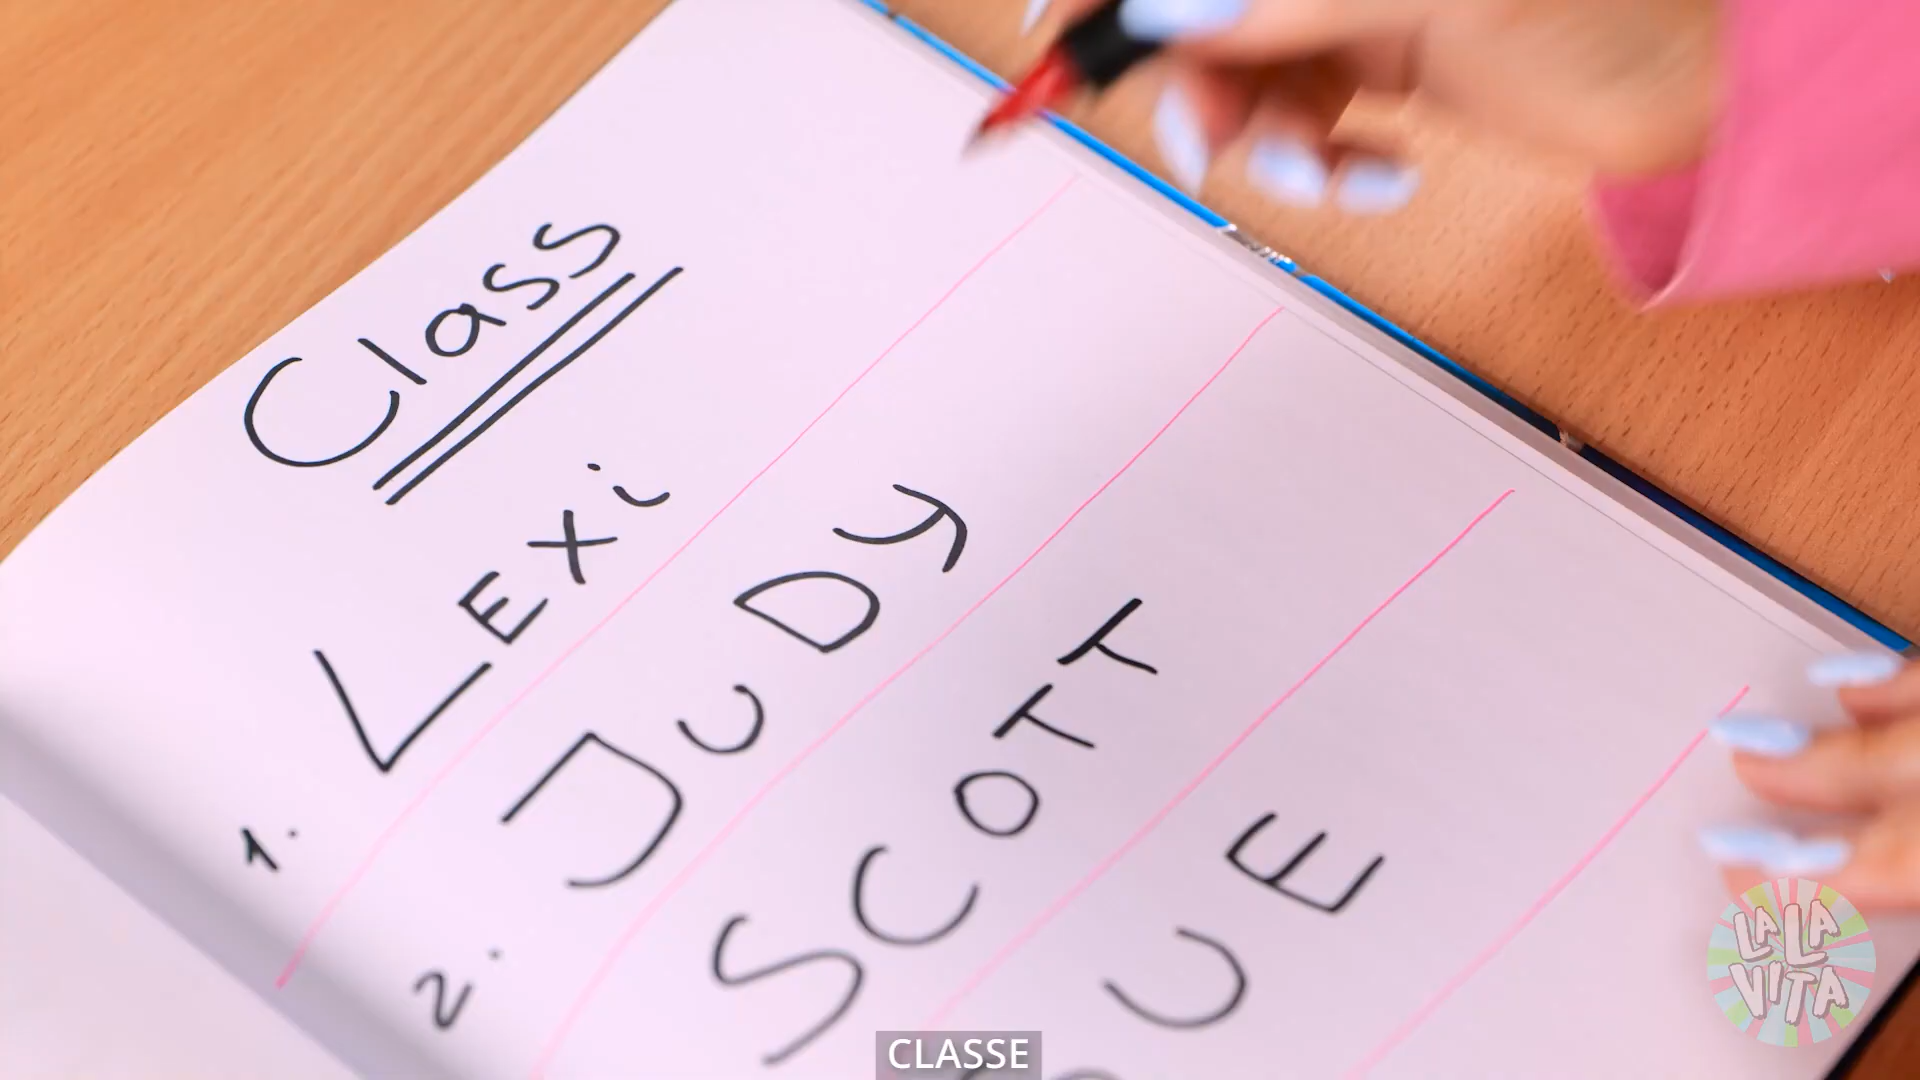 Class
1. LEXi
2. JUDY
SCOTT
UE
CLASSE
LA LA
VITA